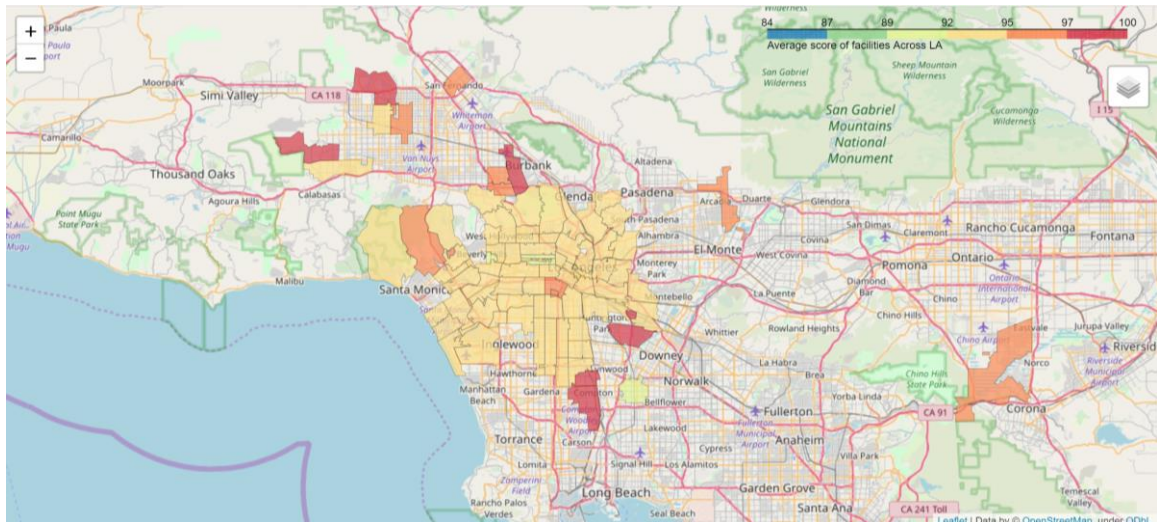 +
−
84 87 89 92 95 97 100
Average score of facilities Across LA
Wilderness
Paula
Moorpark
Simi Valley
CA 118
San Fernando
Whiteman
Airport
San Gabriel
Wilderness
Sheep Mountain
Wilderness
Cucamonga
Wilderness
I 15
San Gabriel
Mountains
National
Monument
Camarillo
Thousand Oaks
Van Nuys
Airport
Burbank
Altadena
Calabasas
Agoura Hills
Point Mugu
State Park
Pasadena
Arcadia
Duarte
Glendora
South Pasadena
Alhambra
San Dimas
Claremont
Rancho Cucamonga
Fontana
El Monte
Covina
West Covina
Monterey
Park
Pomona
Ontario
Ontario
International
Airport
Malibu
Santa Monic
La Puente
Diamond
Bar
Chino
Chino Hills
Whittier
Rowland Heights
Eastvale
Jurupa Valley
Riverside
Riverside
Municipal
Airport
Chino Airport
Norco
Inglewood
Downey
La Habra
Brea
Chino Hills
State Park
Hawthorne
Norwalk
Manhattan
Beach
Gardena
Compton
Bellflower
Yorba Linda
Fullerton
Fullerton
Municipal
Airport
CA 91
Corona
Torrance
Carson
Lakewood
Cypress
Anaheim
Villa Park
Lomita
Zamperini
Field
Signal Hill
Los Alamitos
Long Beach
Garden Grove
Rancho Palos
Verdes
Seal Beach
Santa Ana
CA 241 Toll
Temescal
Valley
Leaflet | Data by © OpenStreetMap, under ODbL